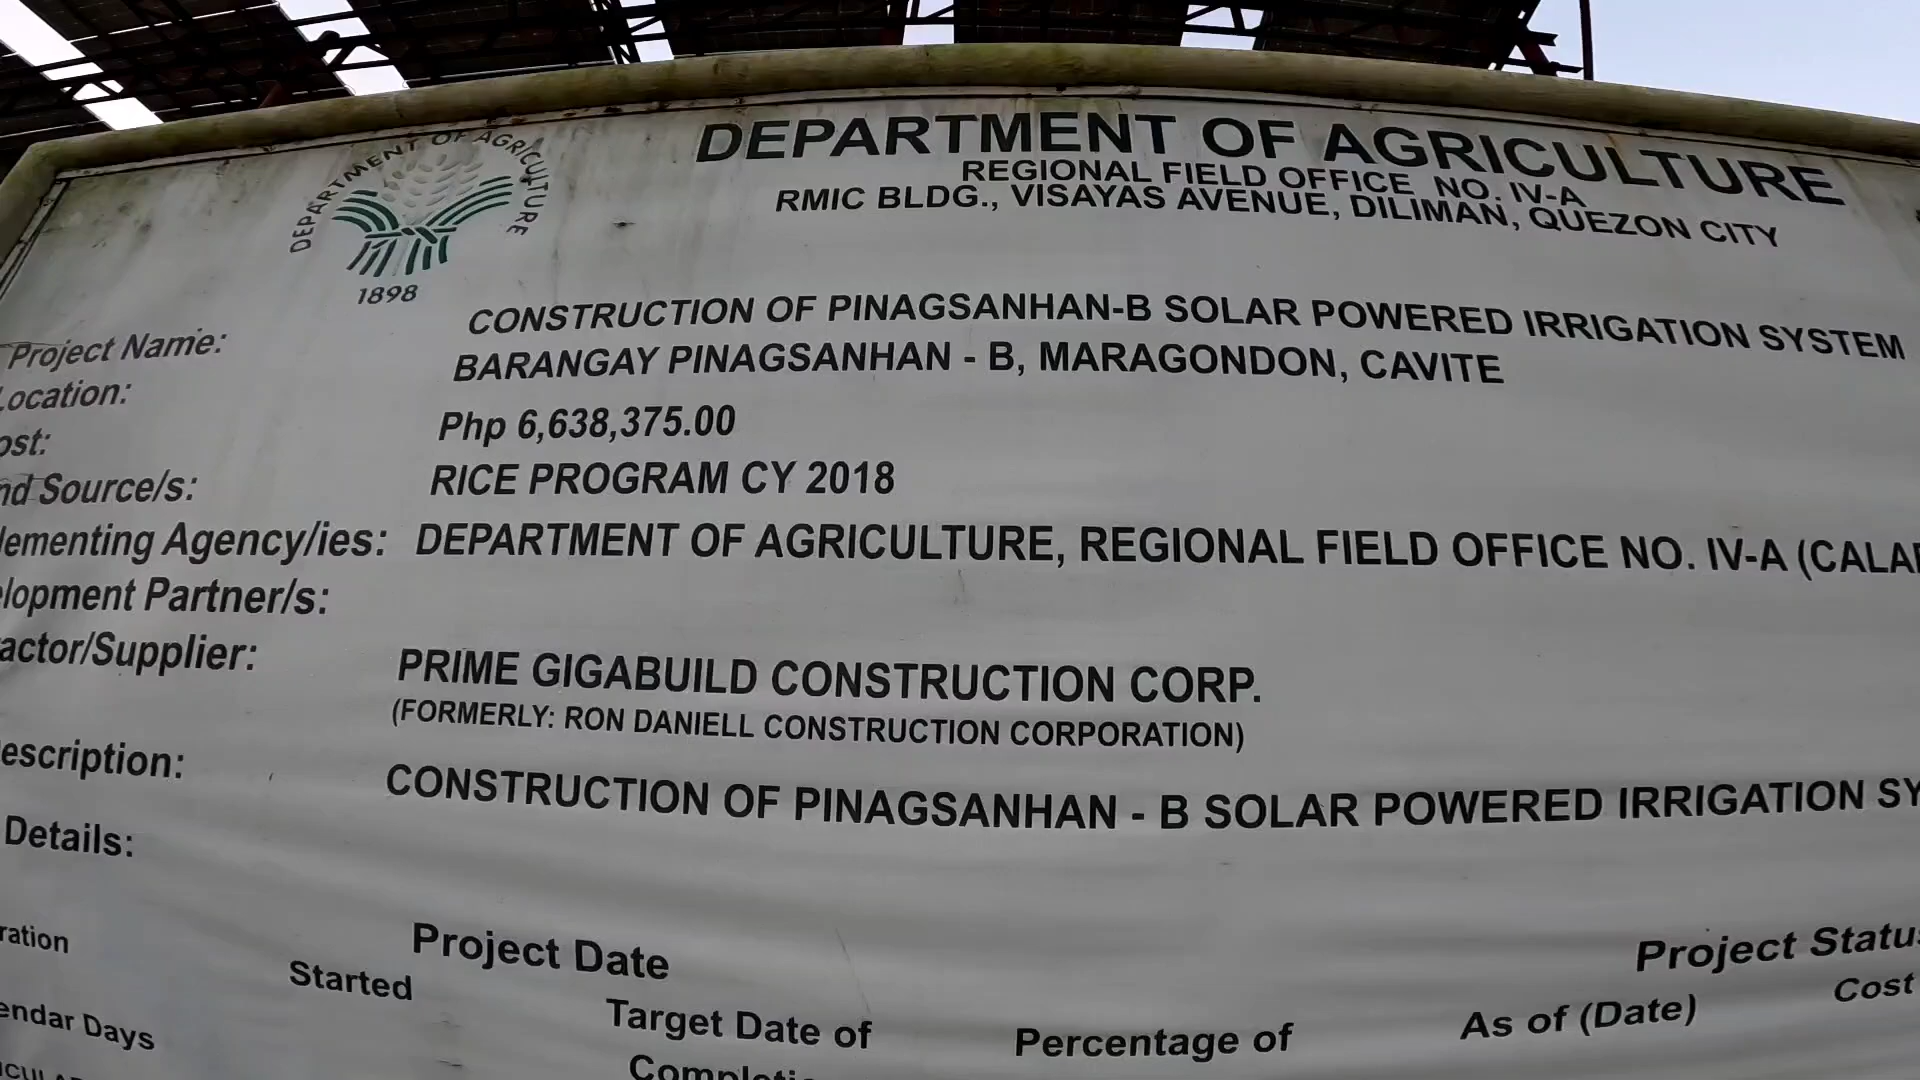 DEPARTMENT OF AGRICULTURE
1898
DEPARTMENT OF AGRICULTURE
REGIONAL FIELD OFFICE NO. IV-A
RMIC BLDG., VISAYAS AVENUE, DILIMAN, QUEZON CITY
Project Name: CONSTRUCTION OF PINAGSANHAN-B SOLAR POWERED IRRIGATION SYSTEM
Location: BARANGAY PINAGSANHAN - B, MARAGONDON, CAVITE
ost: Php 6,638,375.00
nd Source/s: RICE PROGRAM CY 2018
lementing Agency/ies: DEPARTMENT OF AGRICULTURE, REGIONAL FIELD OFFICE NO. IV-A (CALA
lopment Partner/s:
actor/Supplier: PRIME GIGABUILD CONSTRUCTION CORP.
(FORMERLY: RON DANIELL CONSTRUCTION CORPORATION)
escription: CONSTRUCTION OF PINAGSANHAN - B SOLAR POWERED IRRIGATION SY
Details:
ration Project Date Project Statu
Started Target Date of Percentage of As of (Date) Cost
endar Days